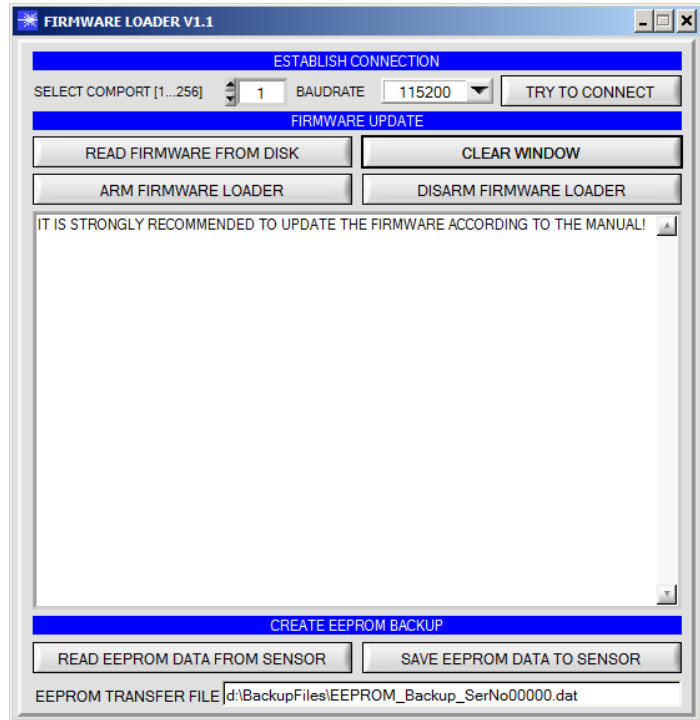 FIRMWARE LOADER V1.1
ESTABLISH CONNECTION
SELECT COMPORT [1...256] 1 BAUDRATE 115200 TRY TO CONNECT
FIRMWARE UPDATE
READ FIRMWARE FROM DISK CLEAR WINDOW
ARM FIRMWARE LOADER DISARM FIRMWARE LOADER
IT IS STRONGLY RECOMMENDED TO UPDATE THE FIRMWARE ACCORDING TO THE MANUAL!
CREATE EEPROM BACKUP
READ EEPROM DATA FROM SENSOR SAVE EEPROM DATA TO SENSOR
EEPROM TRANSFER FILE d:\BackupFiles\EEPROM_Backup_SerNo00000.dat